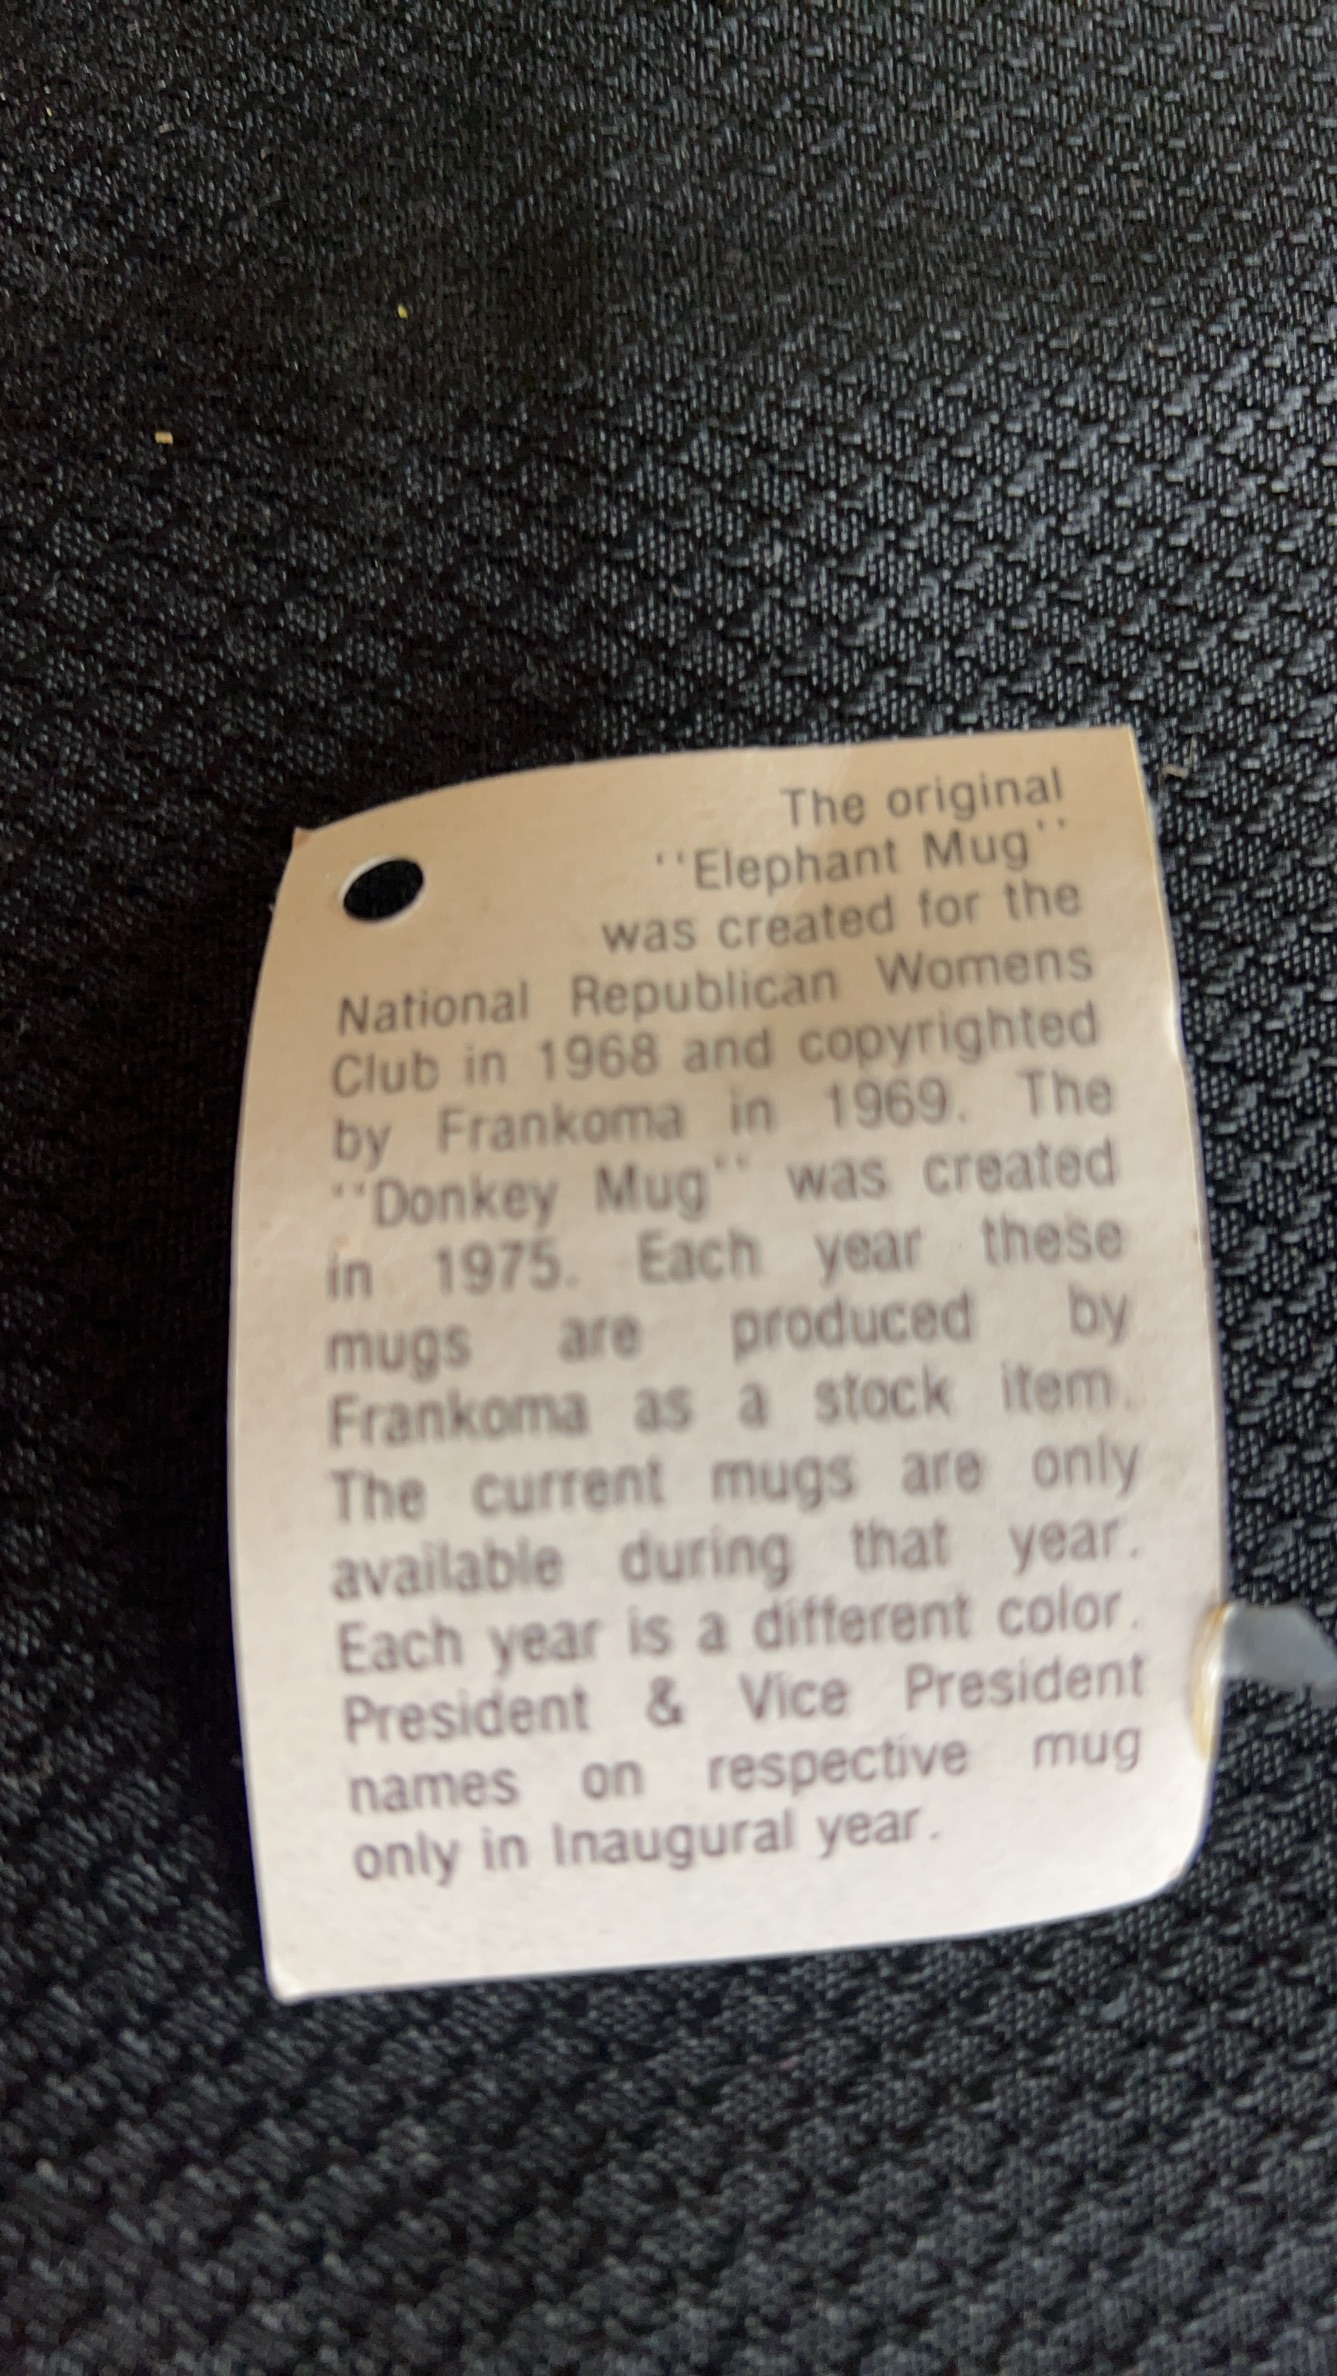 The original
''Elephant Mug''
was created for the
National Republican Womens
Club in 1968 and copyrighted
by Frankoma in 1969. The
''Donkey Mug'' was created
in 1975. Each year these
mugs are produced by
Frankoma as a stock item.
The current mugs are only
available during that year.
Each year is a different color.
President & Vice President
names on respective mug
only in Inaugural year.